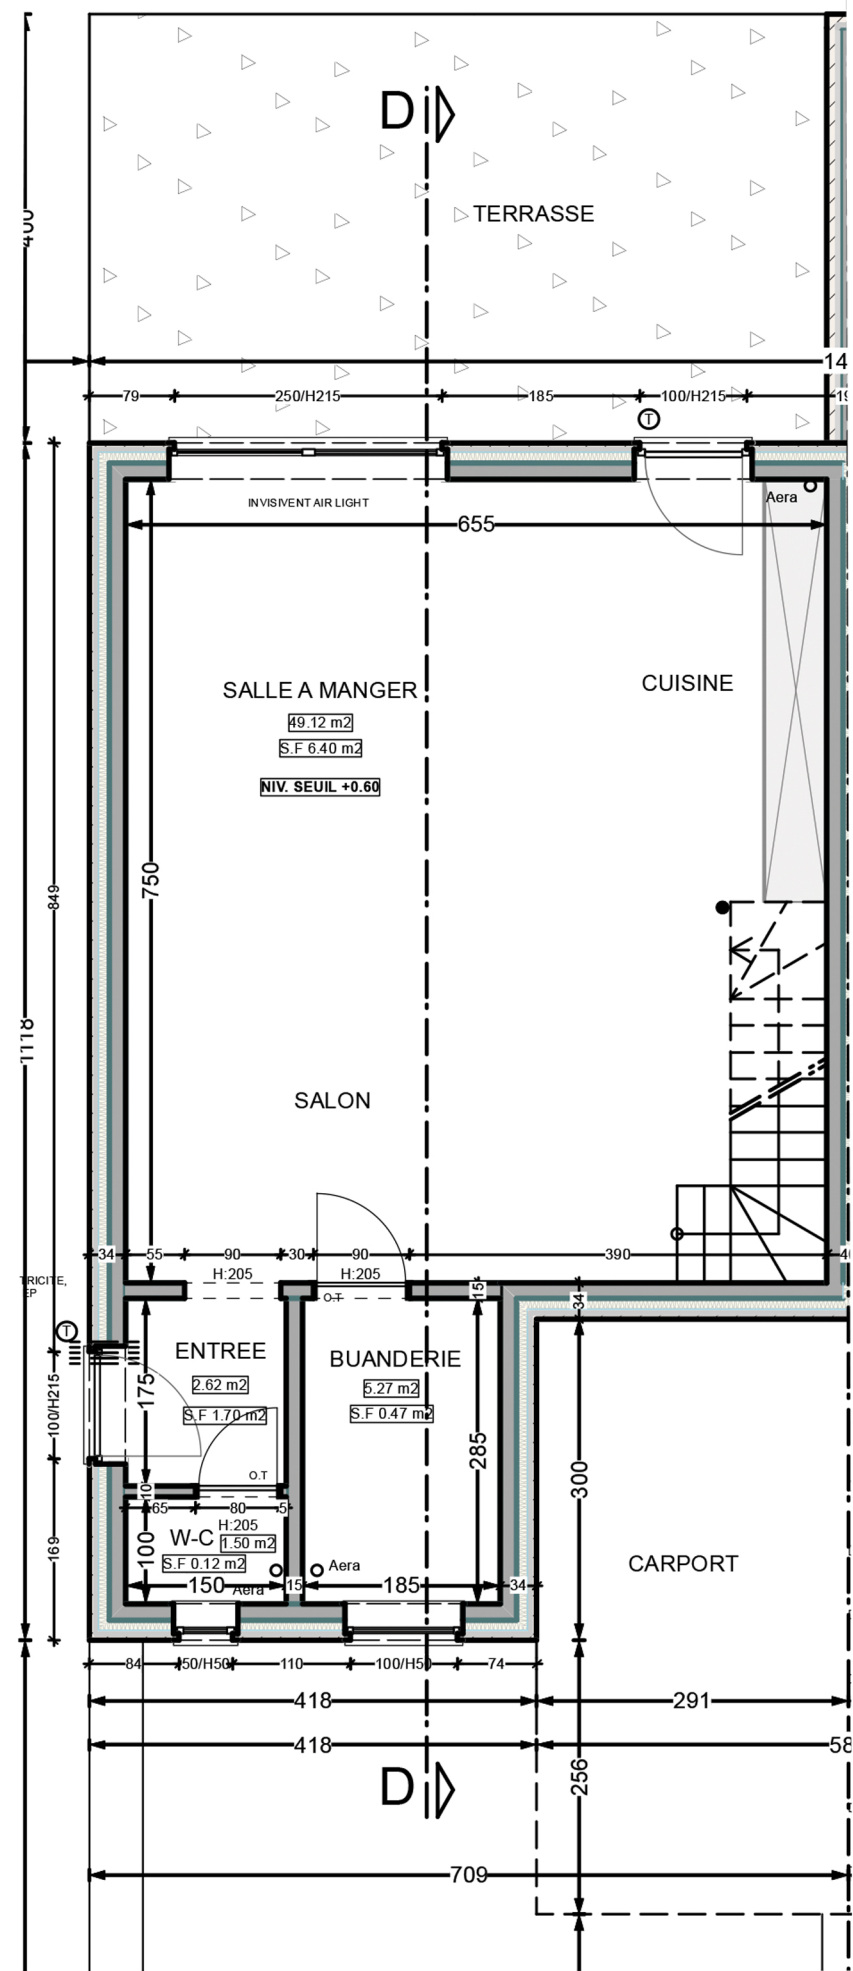 D
TERRASSE
400
14
79
250/H215
185
100/H215
19
T
INVISIVENT AIR LIGHT
Aera
655
SALLE A MANGER
49.12 m2
S.F 6.40 m2
NIV. SEUIL +0.60
CUISINE
750
849
1118
SALON
34
55
90
30
90
390
40
H:205
H:205
TRICITE,
EP
O.T
15
34
T
ENTREE
2.62 m2
S.F 1.70 m2
BUANDERIE
5.27 m2
S.F 0.47 m2
175
100/H215
285
300
O.T
10
65
80
5
H:205
W-C
1.50 m2
S.F 0.12 m2
100
169
Aera
CARPORT
150
Aera
15
185
34
84
50/H50
110
100/H50
74
418
291
418
58
256
D
709